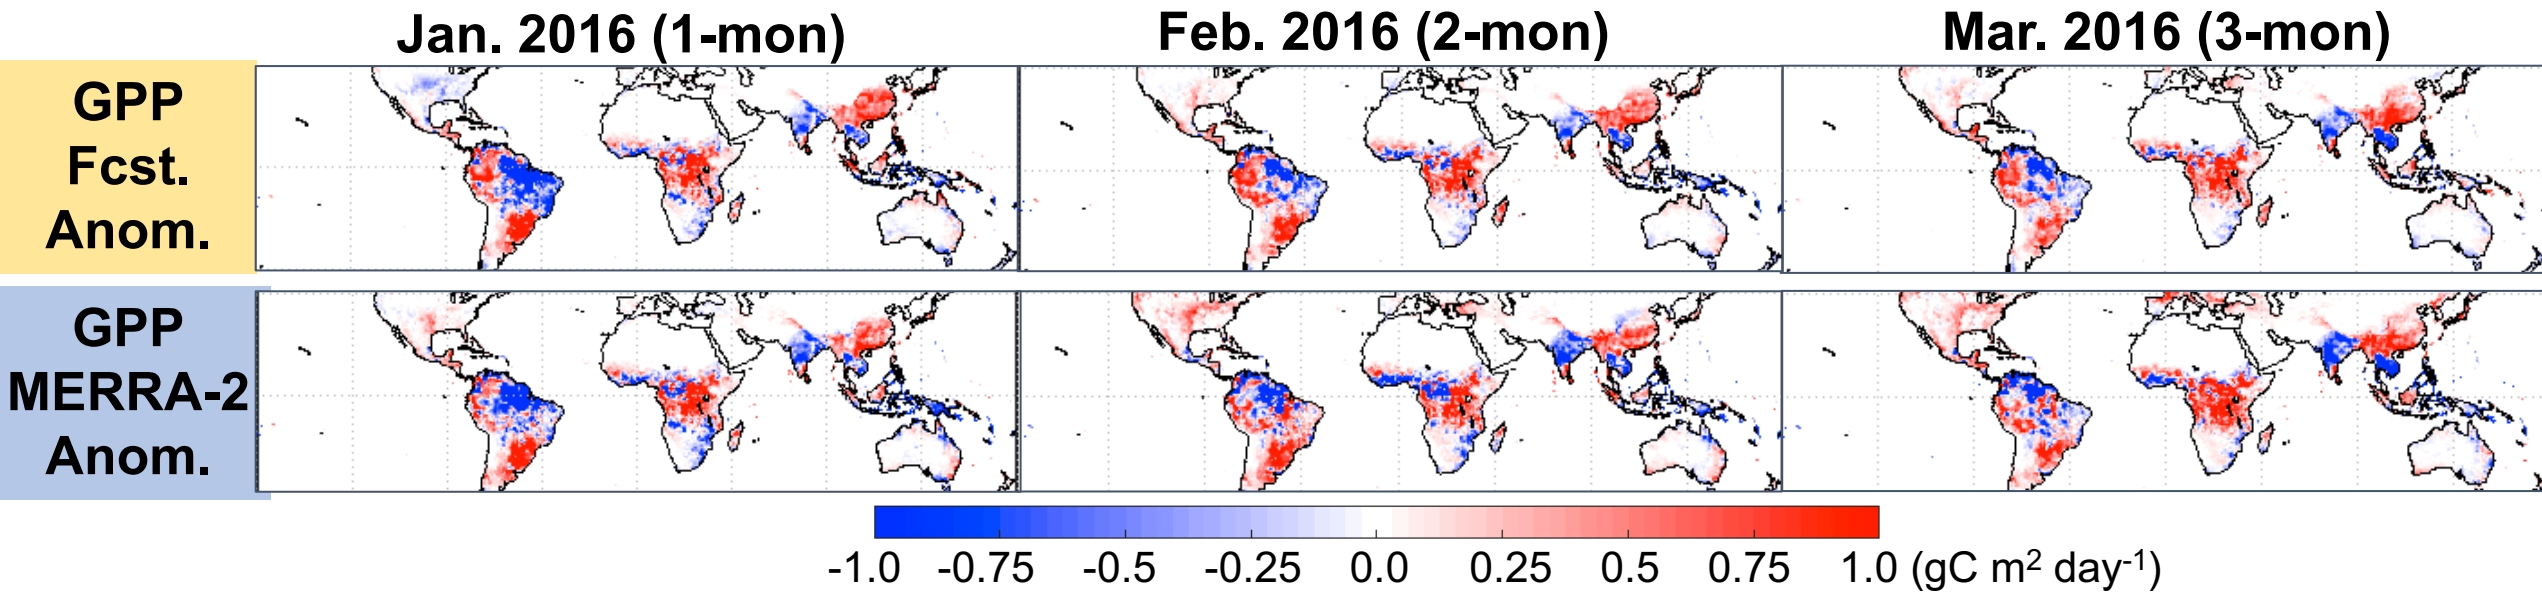 Jan. 2016 (1-mon)
Feb. 2016 (2-mon)
Mar. 2016 (3-mon)
GPP
Fcst.
Anom.
GPP
MERRA-2
Anom.
-1.0 -0.75 -0.5 -0.25 0.0 0.25 0.5 0.75 1.0 (gC m² day⁻¹)